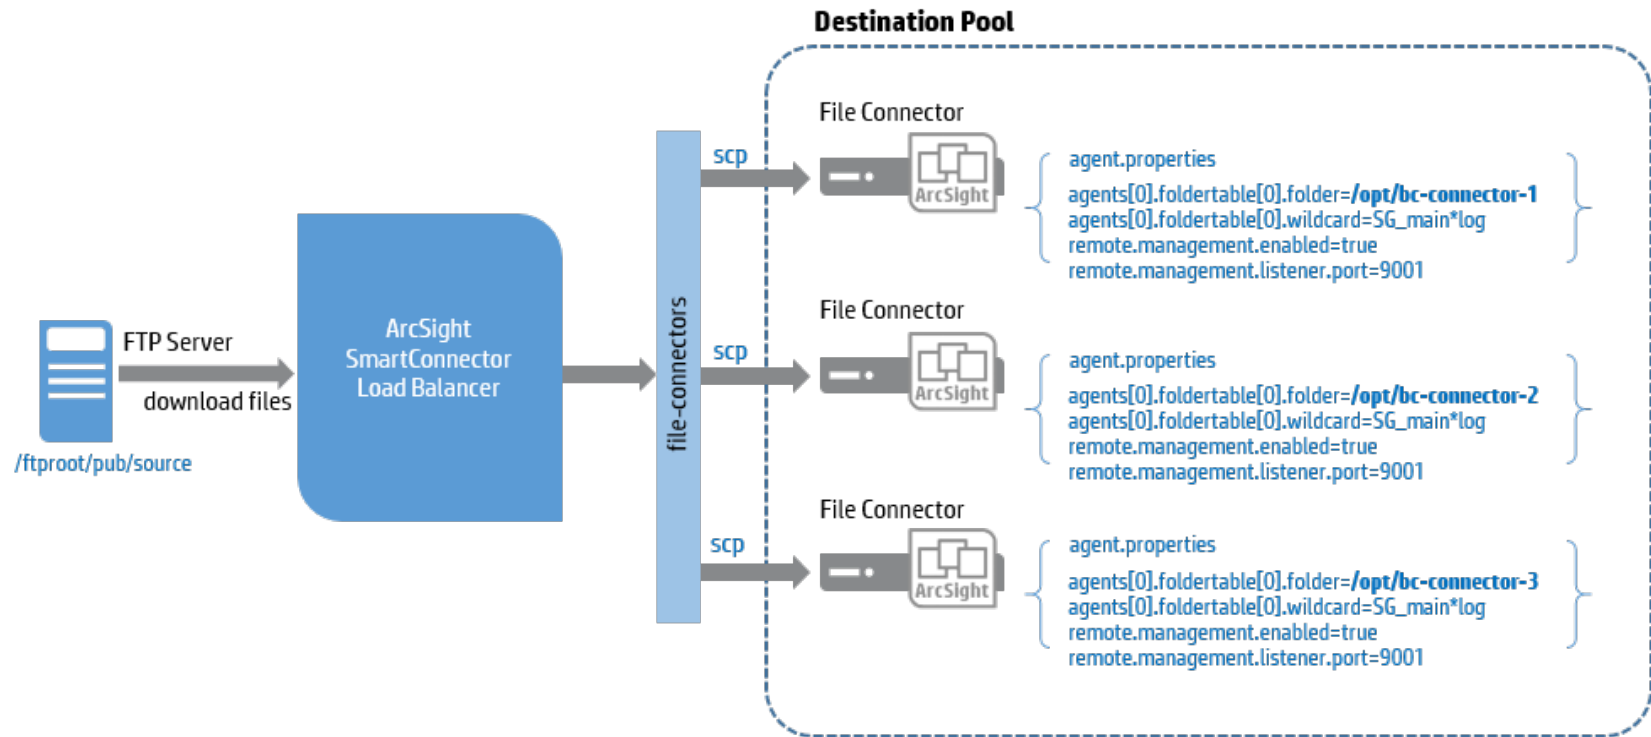 Destination Pool
FTP Server
download files
/ftproot/pub/source
ArcSight
SmartConnector
Load Balancer
file-connectors
scp
File Connector
ArcSight
agent.properties
agents[0].foldertable[0].folder=/opt/bc-connector-1
agents[0].foldertable[0].wildcard=SG_main*log
remote.management.enabled=true
remote.management.listener.port=9001
scp
File Connector
ArcSight
agent.properties
agents[0].foldertable[0].folder=/opt/bc-connector-2
agents[0].foldertable[0].wildcard=SG_main*log
remote.management.enabled=true
remote.management.listener.port=9001
scp
File Connector
ArcSight
agent.properties
agents[0].foldertable[0].folder=/opt/bc-connector-3
agents[0].foldertable[0].wildcard=SG_main*log
remote.management.enabled=true
remote.management.listener.port=9001